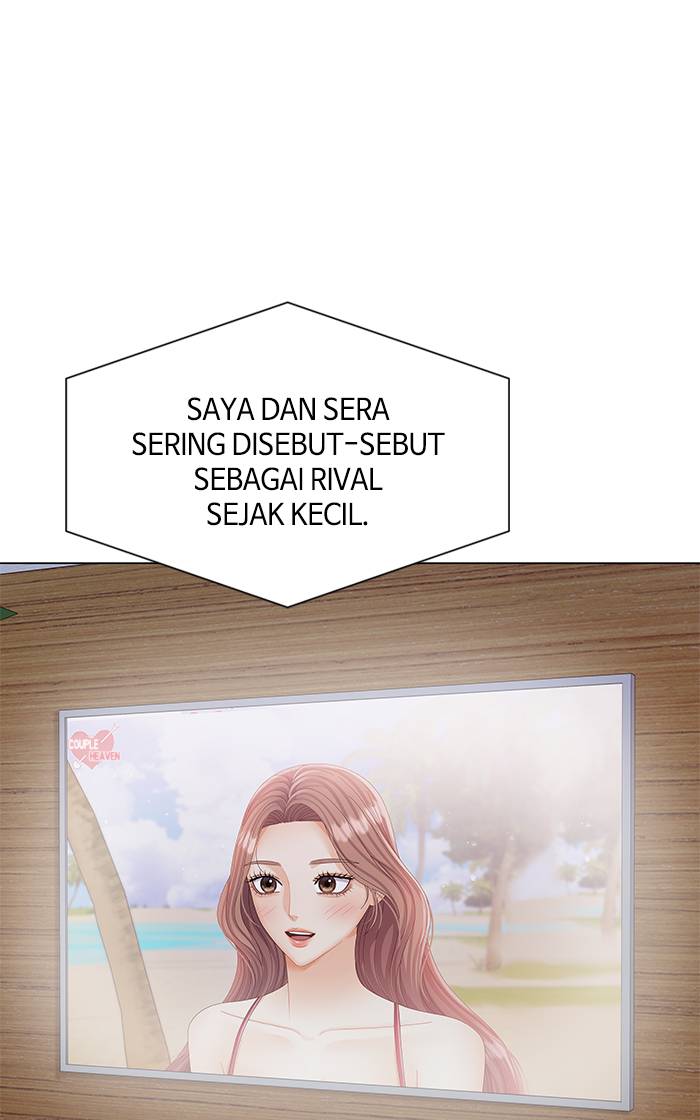 SAYA DAN SERA
SERING DISEBUT-SEBUT
SEBAGAI RIVAL
SEJAK KECIL.
COUPLE
HEAVEN